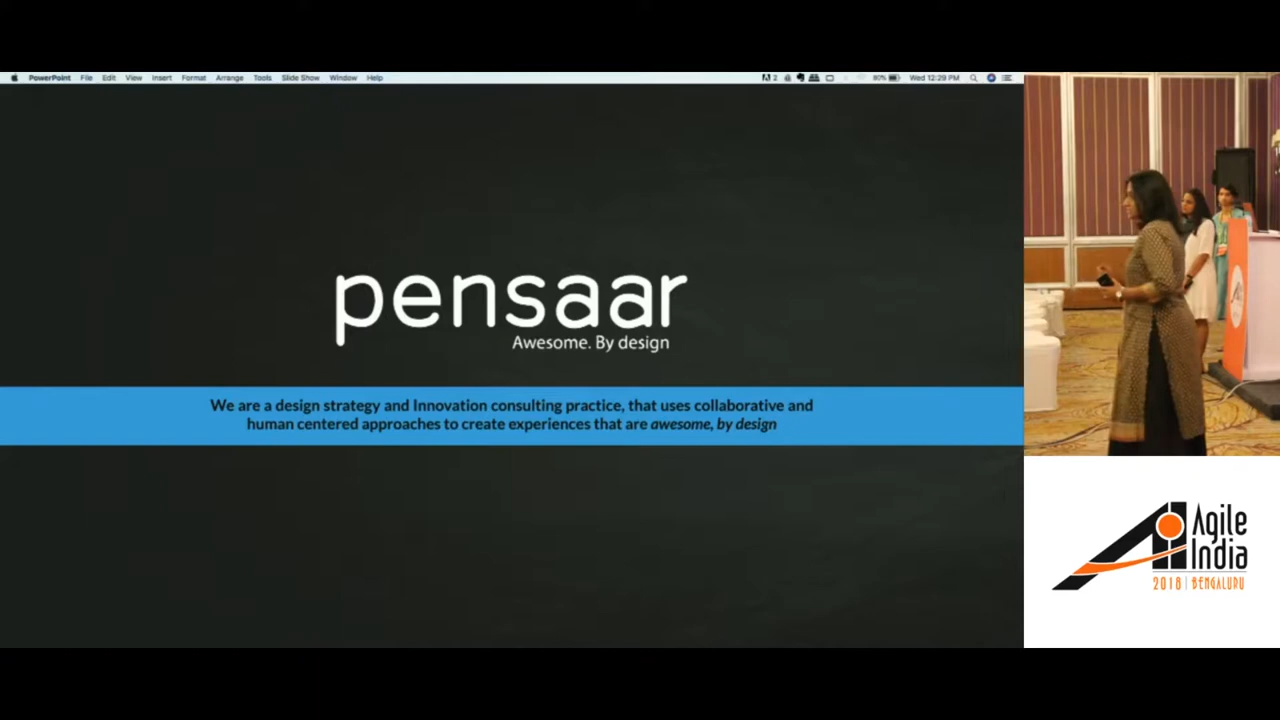 PowerPoint File Edit View Insert Format Arrange Tools Slide Show Window Help
2 80% Wed 12:29 PM
pensaar
Awesome. By design
We are a design strategy and Innovation consulting practice, that uses collaborative and
human centered approaches to create experiences that are awesome, by design
Agile
India
2018 | BENGALURU